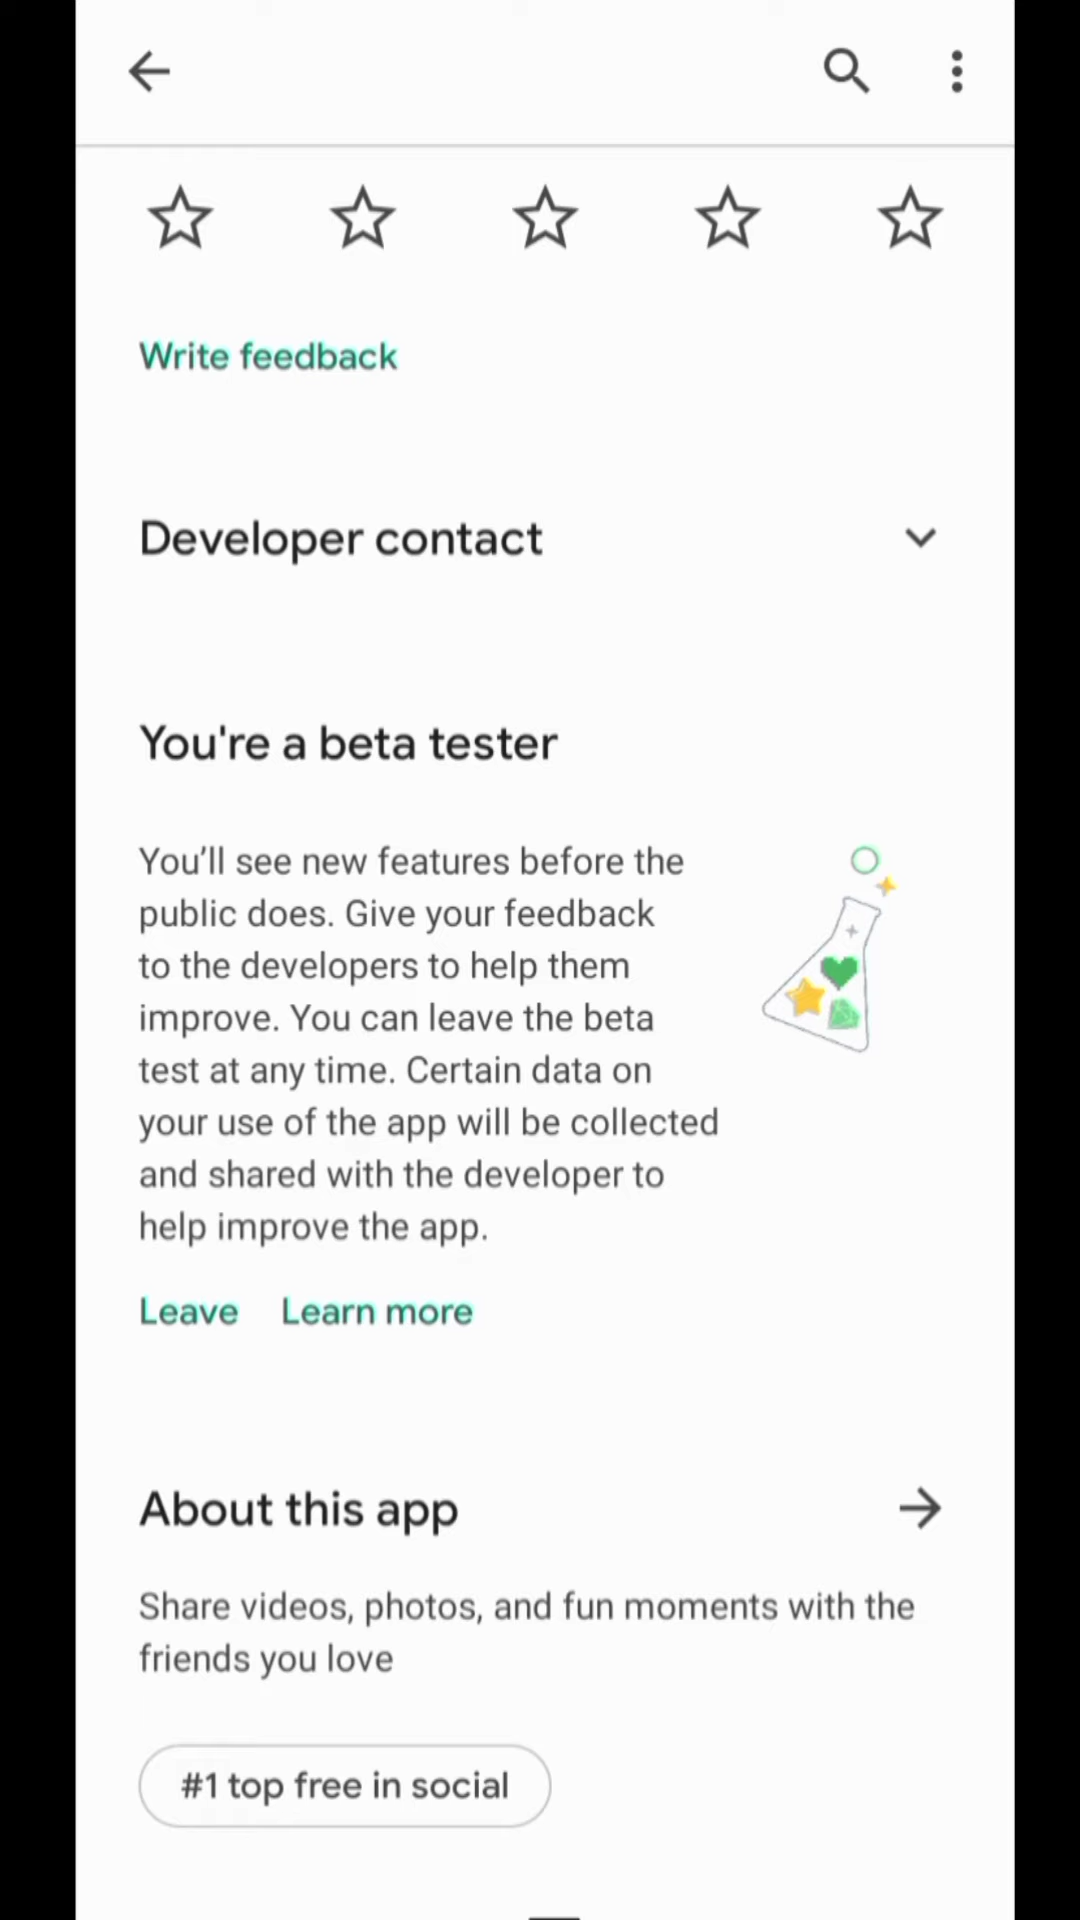 Write feedback
Developer contact
You're a beta tester
You’ll see new features before the
public does. Give your feedback
to the developers to help them
improve. You can leave the beta
test at any time. Certain data on
your use of the app will be collected
and shared with the developer to
help improve the app.
Leave Learn more
About this app
Share videos, photos, and fun moments with the
friends you love
#1 top free in social